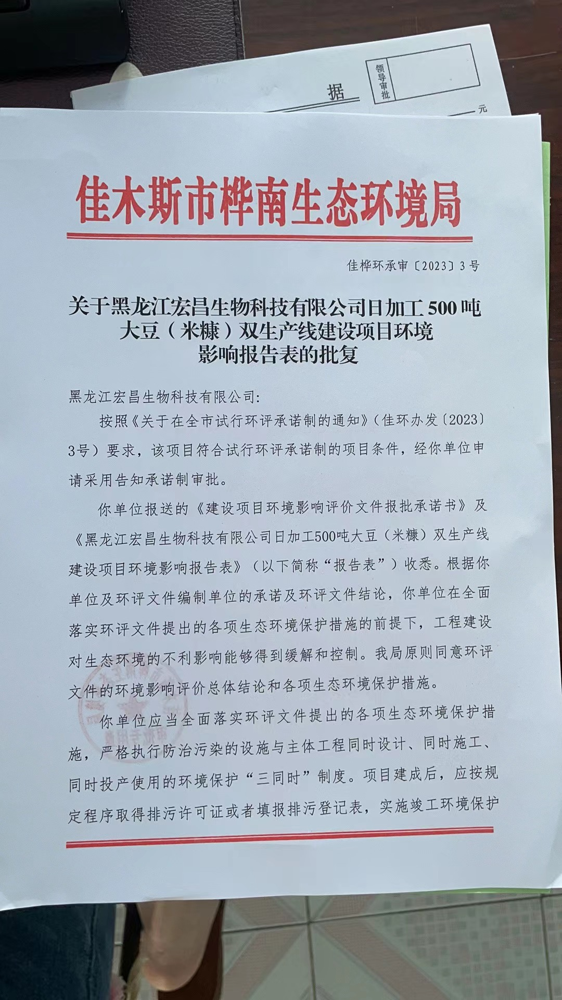 领导审批
据
元
佳木斯市桦南生态环境局
佳桦环承审〔2023〕3号
关于黑龙江宏昌生物科技有限公司日加工500吨
大豆（米糠）双生产线建设项目环境
影响报告表的批复
黑龙江宏昌生物科技有限公司:
按照《关于在全市试行环评承诺制的通知》（佳环办发〔2023〕
3号）要求，该项目符合试行环评承诺制的项目条件，经你单位申
请采用告知承诺制审批。
你单位报送的《建设项目环境影响评价文件报批承诺书》及
《黑龙江宏昌生物科技有限公司日加工500吨大豆（米糠）双生产线
建设项目环境影响报告表》（以下简称“报告表”）收悉。根据你
单位及环评文件编制单位的承诺及环评文件结论，你单位在全面
落实环评文件提出的各项生态环境保护措施的前提下，工程建设
对生态环境的不利影响能够得到缓解和控制。我局原则同意环评
文件的环境影响评价总体结论和各项生态环境保护措施。
你单位应当全面落实环评文件提出的各项生态环境保护措
施，严格执行防治污染的设施与主体工程同时设计、同时施工、
同时投产使用的环境保护“三同时”制度。项目建成后，应按规
定程序取得排污许可证或者填报排污登记表，实施竣工环境保护